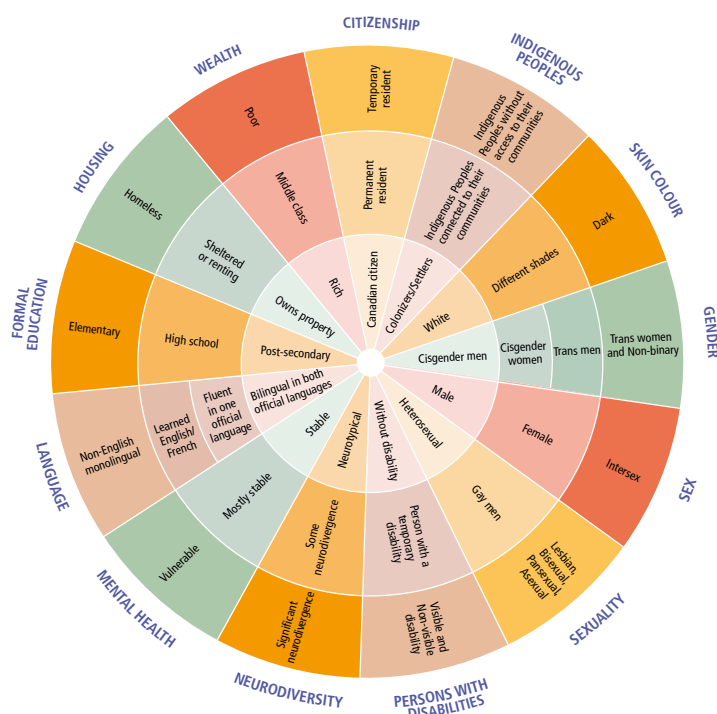 CITIZENSHIP
Temporary
resident
Permanent
resident
Canadian citizen
INDIGENOUS
PEOPLES
Indigenous
Peoples without
access to their
communities
Indigenous Peoples
connected to their
communities
Colonizers/Settlers
SKIN COLOUR
Dark
Different shades
White
GENDER
Trans women
and Non-binary
Trans men
Cisgender
women
Cisgender men
SEX
Intersex
Female
Male
SEXUALITY
Lesbian,
Bisexual,
Pansexual,
Asexual
Gay men
Heterosexual
PERSONS WITH
DISABILITIES
Visible and
Non-visible
disability
Person with a
temporary
disability
Without disability
NEURODIVERSITY
Significant
neurodivergence
Some
neurodivergence
Neurotypical
MENTAL HEALTH
Vulnerable
Mostly stable
Stable
LANGUAGE
Non-English
monolingual
Learned
English/
French
Fluent
in one
official
language
Bilingual in both
official languages
FORMAL
EDUCATION
Elementary
High school
Post-secondary
HOUSING
Homeless
Sheltered
or renting
Owns property
WEALTH
Poor
Middle class
Rich